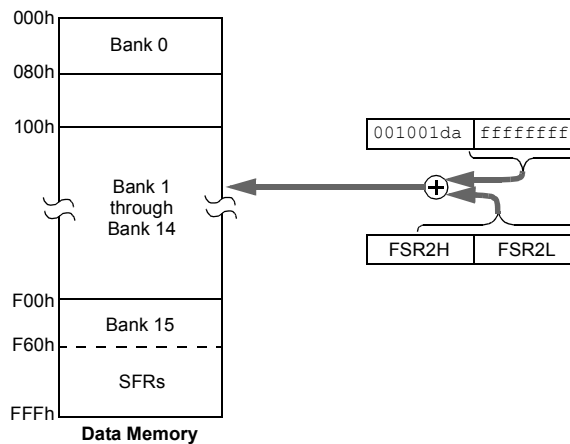 000h
Bank 0
080h
100h
001001da ffffffff
Bank 1
through
Bank 14
FSR2H FSR2L
F00h
Bank 15
F60h
SFRs
FFFh
Data Memory